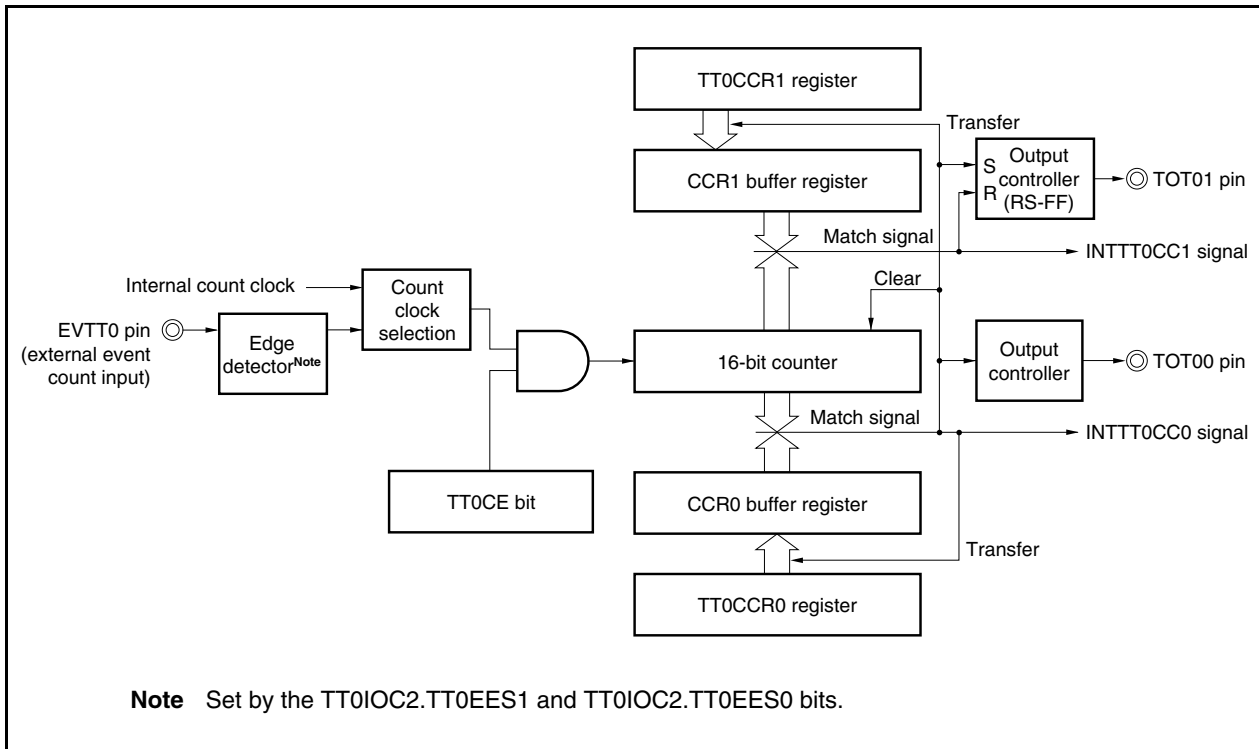 TT0CCR1 register
Transfer
CCR1 buffer register
S
R
Output
controller
(RS-FF)
TOT01 pin
Match signal
INTTT0CC1 signal
Internal count clock
Count
clock
selection
Clear
EVTT0 pin
(external event
count input)
Edge
detectorNote
16-bit counter
Output
controller
TOT00 pin
Match signal
INTTT0CC0 signal
TT0CE bit
CCR0 buffer register
Transfer
TT0CCR0 register
Note Set by the TT0IOC2.TT0EES1 and TT0IOC2.TT0EES0 bits.